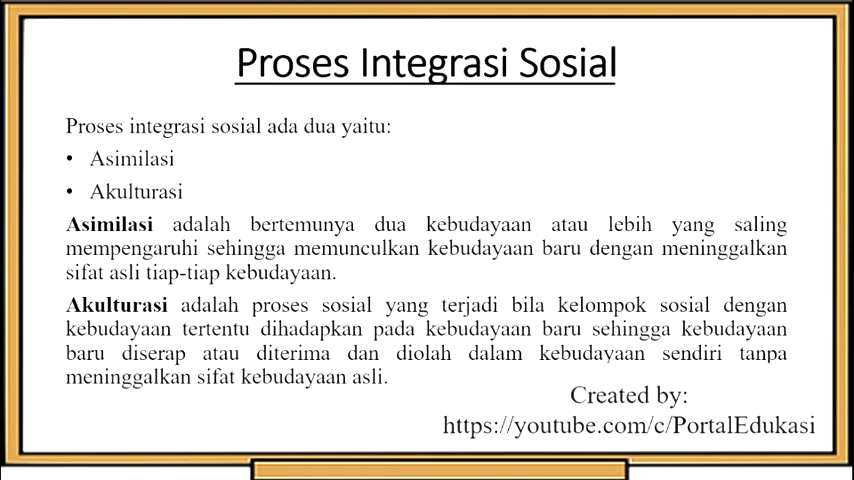 Proses Integrasi Sosial
Proses integrasi sosial ada dua yaitu:
• Asimilasi
• Akulturasi
Asimilasi adalah bertemunya dua kebudayaan atau lebih yang saling
mempengaruhi sehingga memunculkan kebudayaan baru dengan meninggalkan
sifat asli tiap-tiap kebudayaan.
Akulturasi adalah proses sosial yang terjadi bila kelompok sosial dengan
kebudayaan tertentu dihadapkan pada kebudayaan baru sehingga kebudayaan
baru diserap atau diterima dan diolah dalam kebudayaan sendiri tanpa
meninggalkan sifat kebudayaan asli.
Created by:
https://youtube.com/c/PortalEdukasi